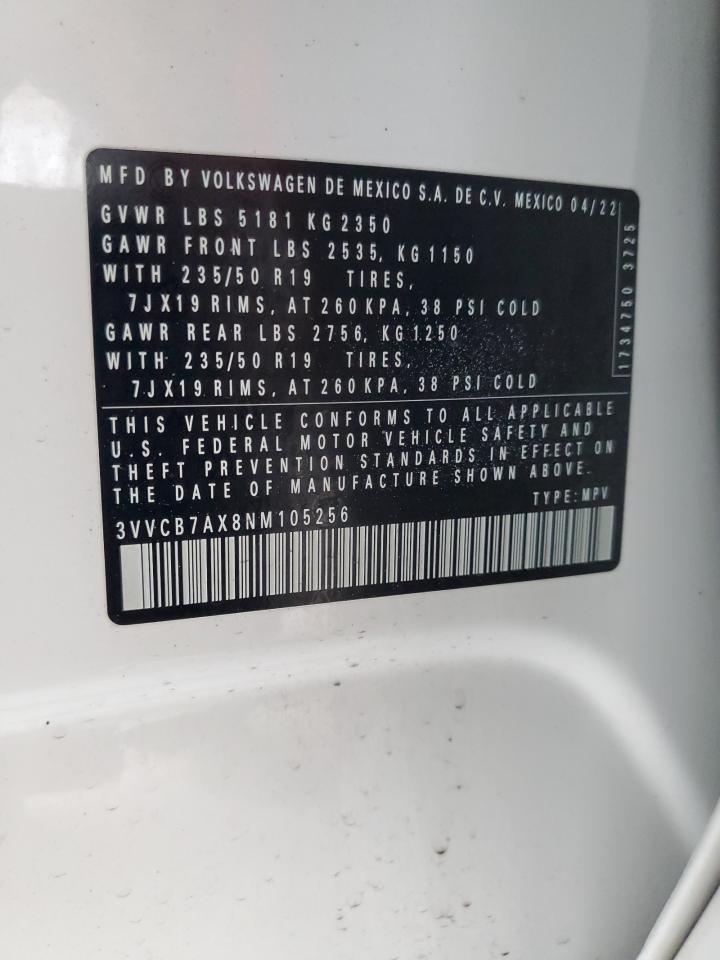 MFD BY VOLKSWAGEN DE MEXICO S.A. DE C.V. MEXICO 04/22
GVWR LBS 5181 KG 2350
GAWR FRONT LBS 2535, KG 1150
WITH 235/50 R19 TIRES,
7JX19 RIMS, AT 260 KPA, 38 PSI COLD
GAWR REAR LBS 2756, KG 1250
WITH 235/50 R19 TIRES,
7JX19 RIMS, AT 260 KPA, 38 PSI COLD
1734750 3725
THIS VEHICLE CONFORMS TO ALL APPLICABLE
U.S. FEDERAL MOTOR VEHICLE SAFETY AND
THEFT PREVENTION STANDARDS IN EFFECT ON
THE DATE OF MANUFACTURE SHOWN ABOVE.
3VVCB7AX8NM105256 TYPE: MPV